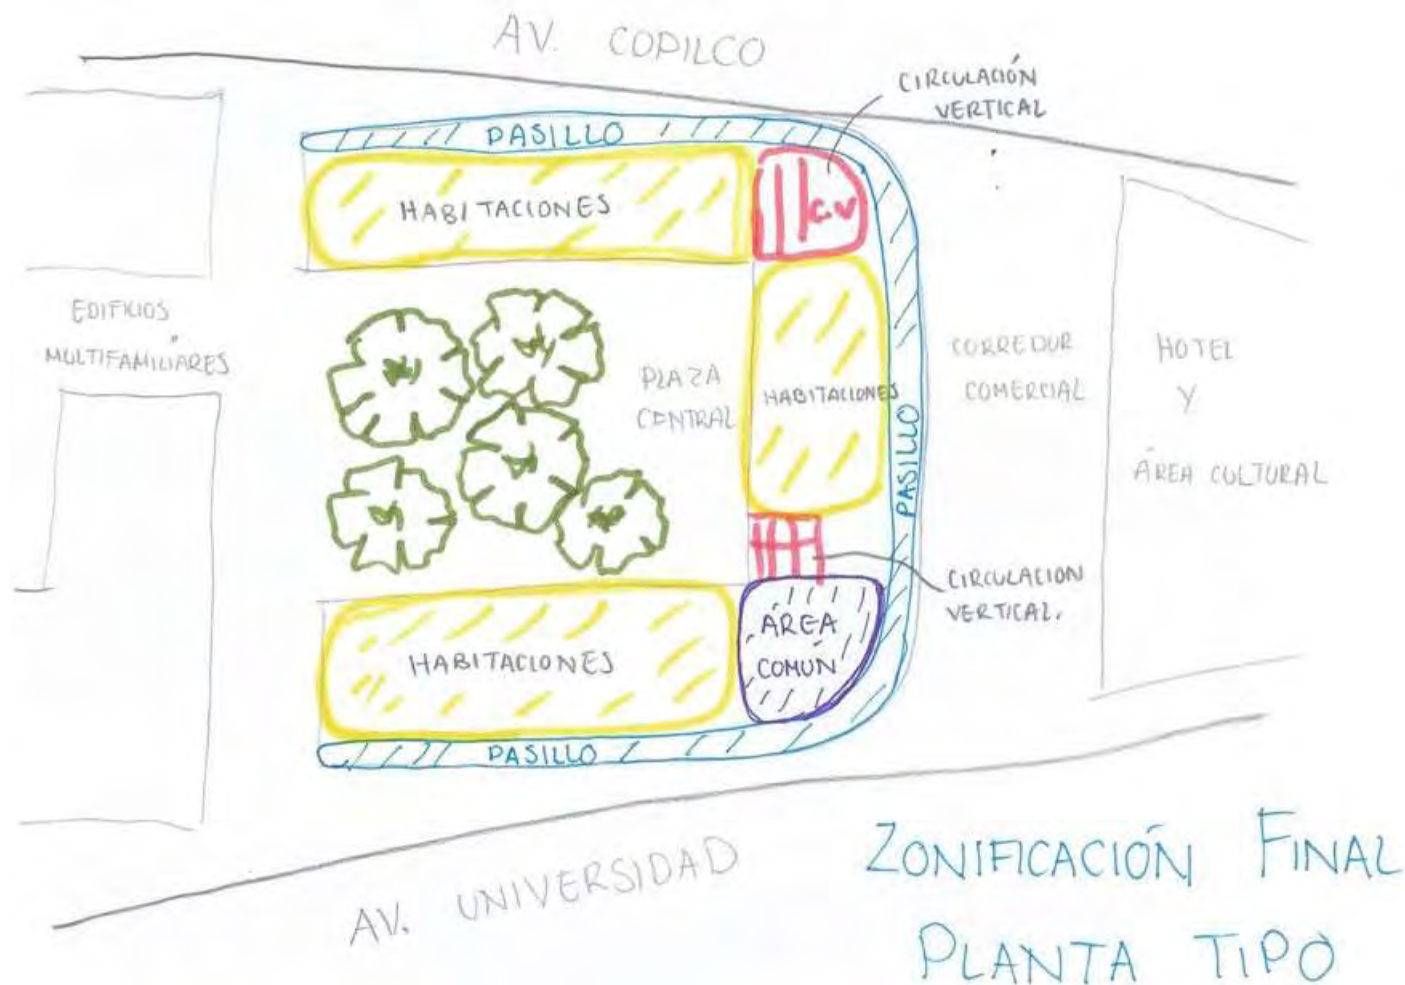 AV. COPILCO
CIRCULACIÓN
VERTICAL
PASILLO
HABITACIONES
C.V
EDIFICIOS
MULTIFAMILIARES
PLAZA
CENTRAL
HABITACIONES
PASILLO
CORREDOR
COMERCIAL
HOTEL
Y
ÁREA CULTURAL
CIRCULACION
VERTICAL.
ÁREA
COMÚN
HABITACIONES
PASILLO
AV. UNIVERSIDAD
ZONIFICACIÓN FINAL
PLANTA TIPO